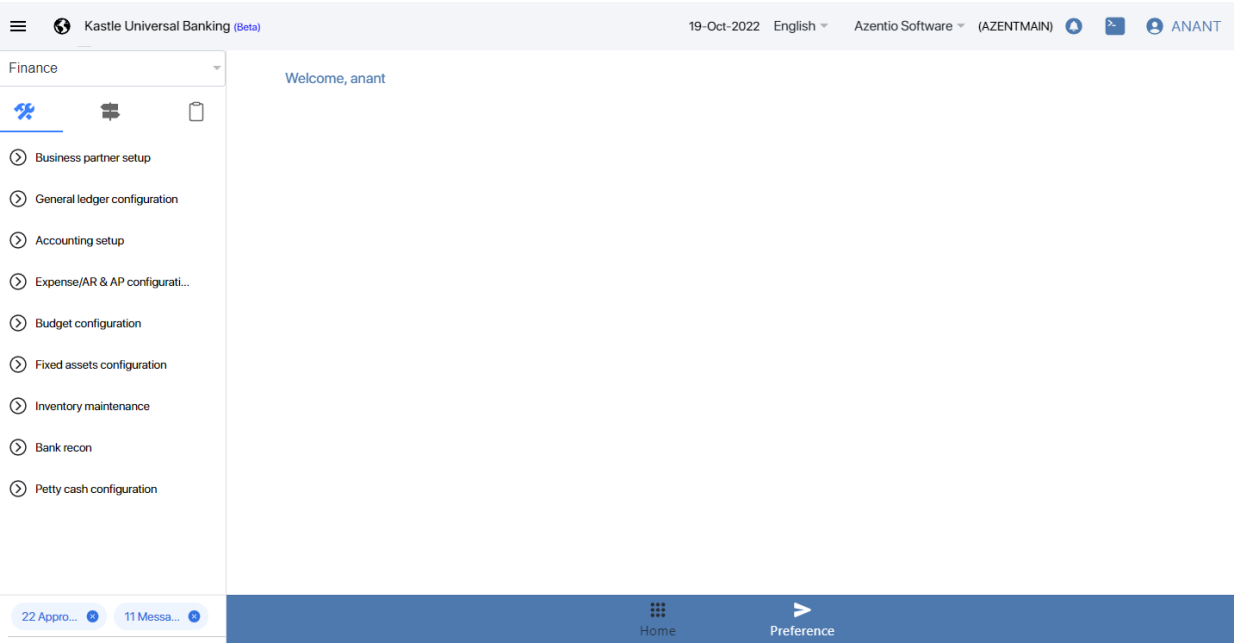 Kastle Universal Banking (Beta)
19-Oct-2022 English Azentio Software (AZENTMAIN) ANANT
Finance
Welcome, anant
Business partner setup
General ledger configuration
Accounting setup
Expense/AR & AP configurati...
Budget configuration
Fixed assets configuration
Inventory maintenance
Bank recon
Petty cash configuration
22 Appro... 11 Messa...
Home Preference